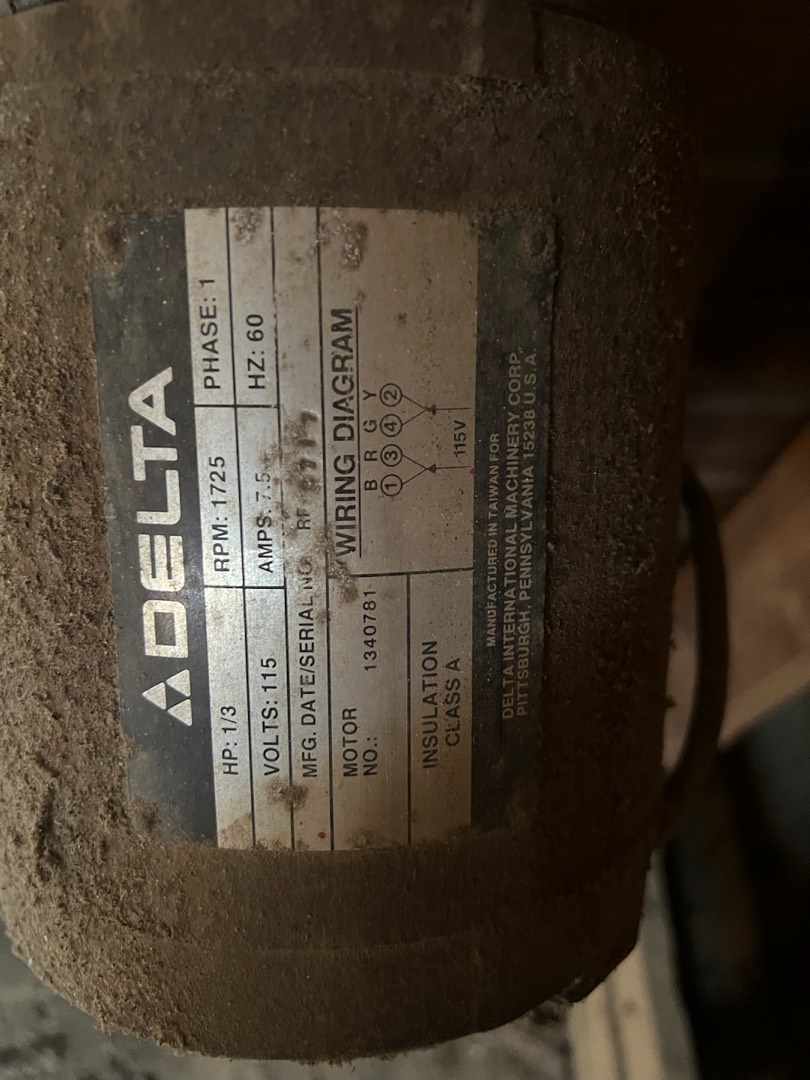 DELTA
HP: 1/3 RPM: 1725 PHASE: 1
VOLTS: 115 AMPS: 7.5 HZ: 60
MFG. DATE/SERIAL NO.
MOTOR
NO.: 1340781
WIRING DIAGRAM
B R G Y
1 3 4 2
115V
INSULATION
CLASS A
MANUFACTURED IN TAIWAN FOR
DELTA INTERNATIONAL MACHINERY CORP.
PITTSBURGH, PENNSYLVANIA 15238 U.S.A.